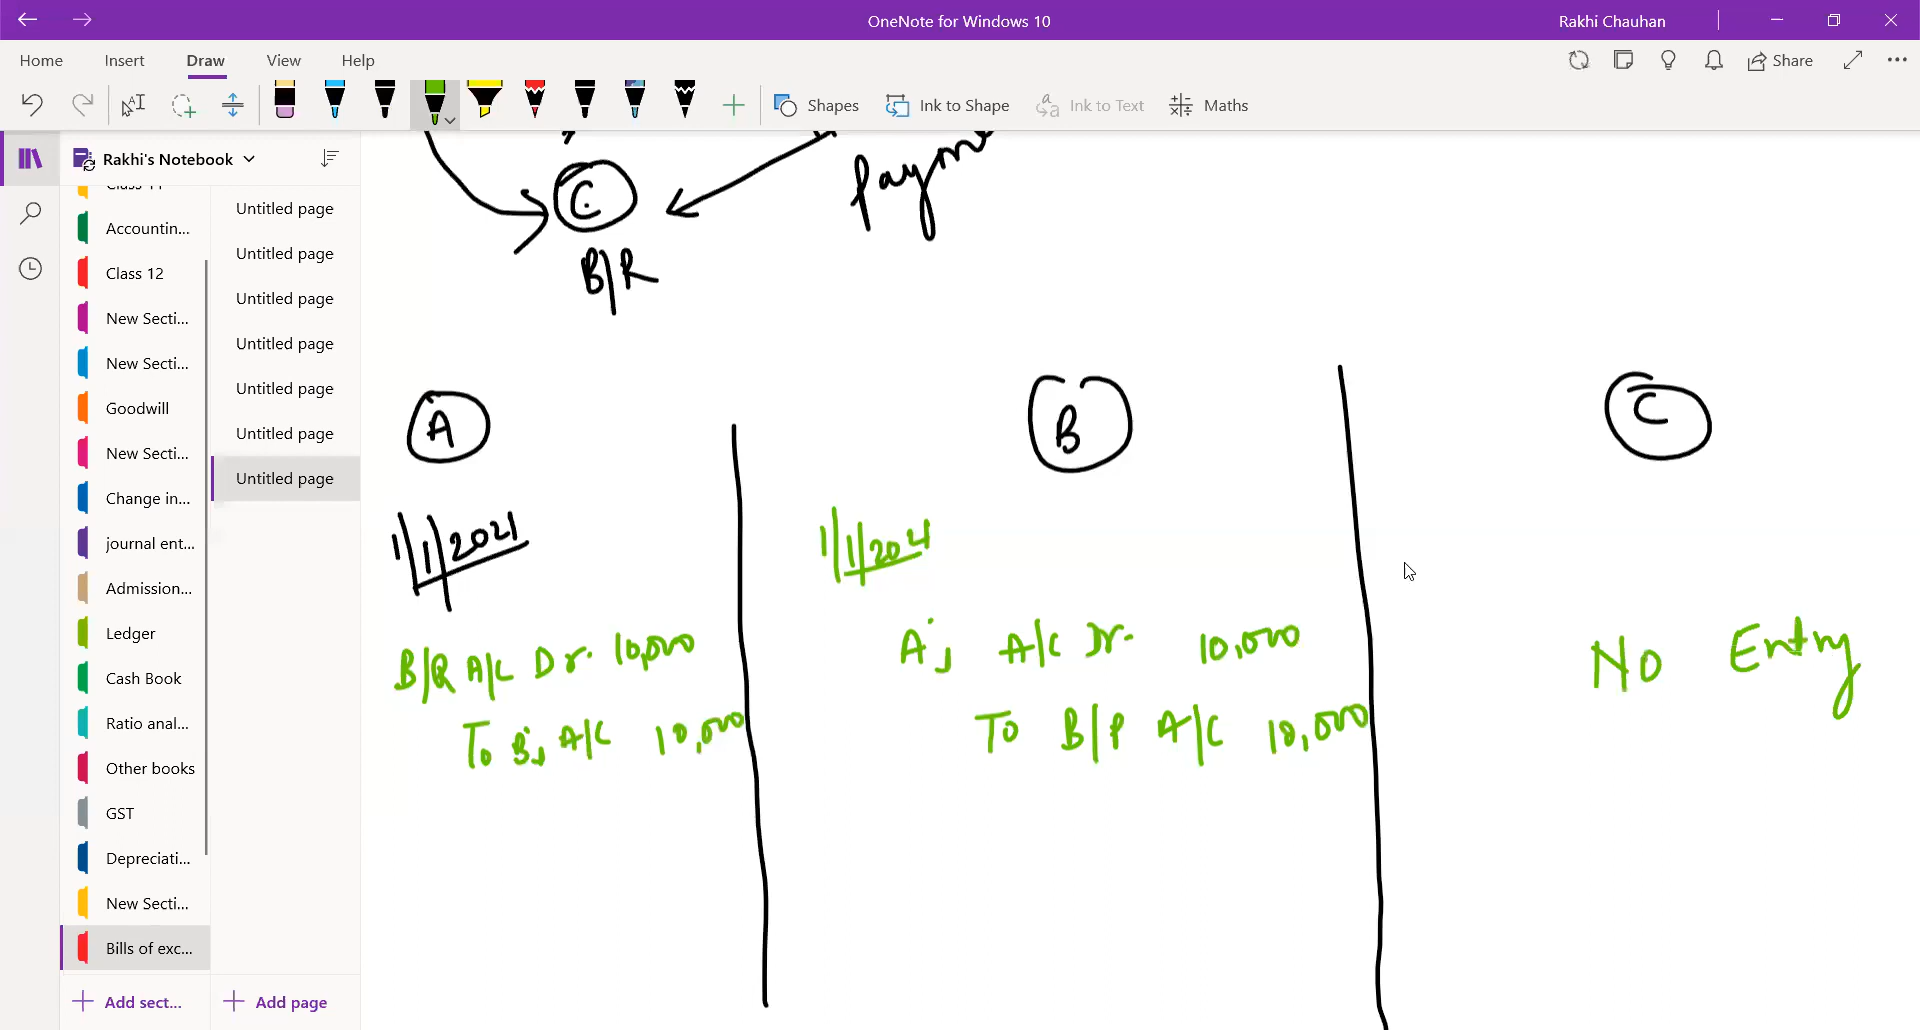 OneNote for Windows 10
Rakhi Chauhan
Home Insert Draw View Help
Share
Shapes Ink to Shape Ink to Text Maths
Rakhi's Notebook
Accountin...
Class 12
New Secti...
New Secti...
Goodwill
New Secti...
Change in...
journal ent...
Admission...
Ledger
Cash Book
Ratio anal...
Other books
GST
Depreciati...
New Secti...
Bills of exc...
Add sect...
Untitled page
Untitled page
Untitled page
Untitled page
Untitled page
Untitled page
Untitled page
Add page
C
B/R
A
1/1/2021
B/R A/C Dr. 10,000
To B's A/C 10,000
B
1/1/2021
A's A/C Dr. 10,000
To B/P A/C 10,000
C
No Entry